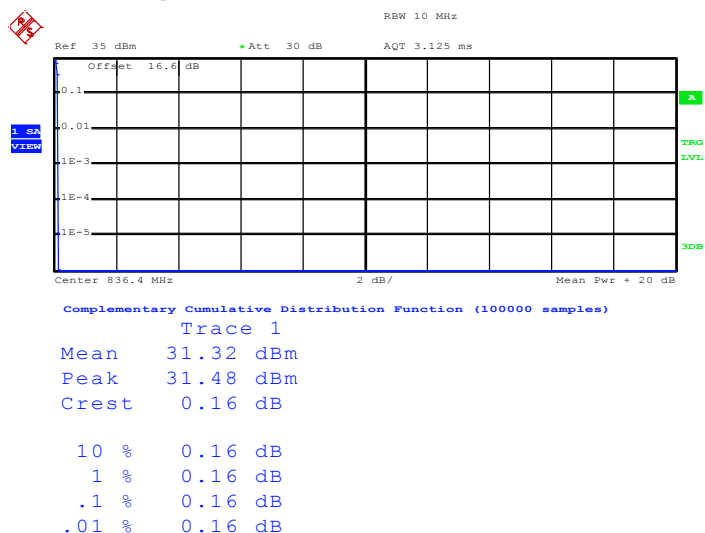 RBW 10 MHz
R&S
Ref 35 dBm *Att 30 dB AQT 3.125 ms
Offset 16.6 dB
0.1
A
0.01
1 SA
VIEW
TRG
LVL
1E-3
1E-4
1E-5
3DB
Center 836.4 MHz 2 dB/ Mean Pwr + 20 dB
Complementary Cumulative Distribution Function (100000 samples)
Trace 1
Mean 31.32 dBm
Peak 31.48 dBm
Crest 0.16 dB
10 % 0.16 dB
1 % 0.16 dB
.1 % 0.16 dB
.01 % 0.16 dB